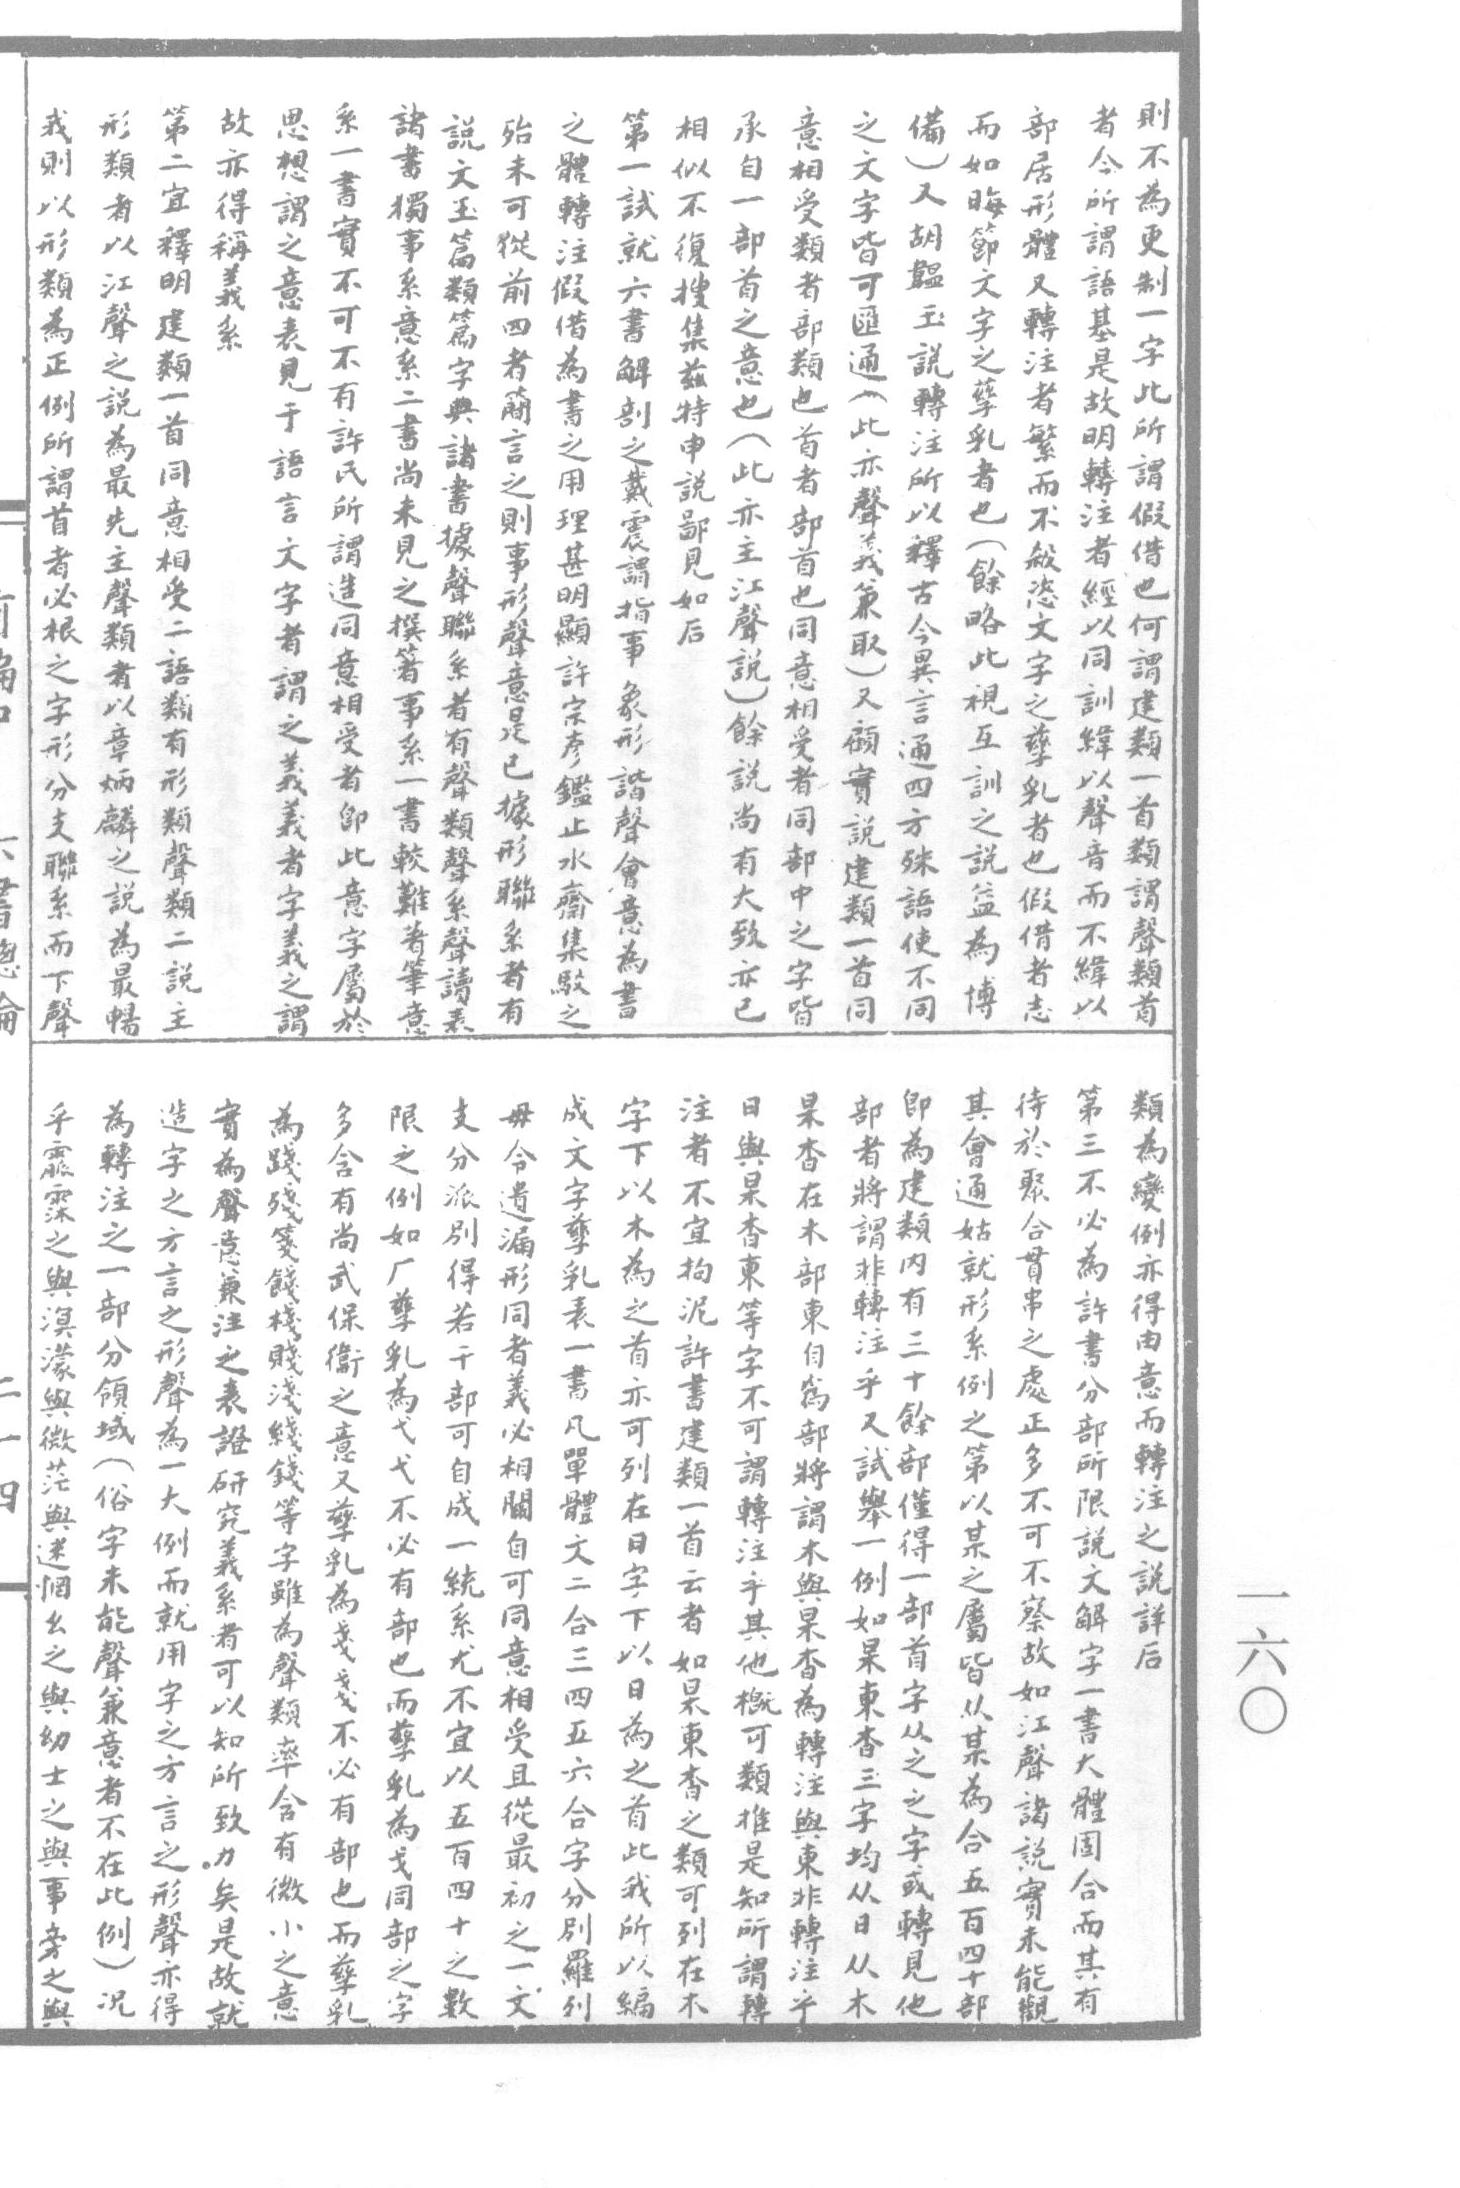 則不為更制一字此所謂假借也何謂建類一首類謂聲類首
者今所謂語基是故明轉注者經以同訓緯以聲音而不緯以
部居形體又轉注者繁而不殺恣文字之孳乳者也假借者志
而如晦節文字之孳乳者也(餘略此視互訓之說益為博
備)又胡韞玉說轉注所以釋古今異言通四方殊語使不同
之文字皆可匯通(此亦聲義兼取)又顧實說建類一首同
意相受類者部類也首者部首也同意相受者同部中之字皆
承自一部首之意也(此亦主江聲說)餘說尚有大致亦已
相似不復搜集茲特申說鄙見如后
第一試就六書解剖之戴震謂指事象形諧聲會意為書
之體轉注假借為書之用理甚明顯許宗彥鑑止水齋集駁之
殆未可從前四者簡言之則事形聲意是已據形聯系者有
說文玉篇類篇字典諸書據聲聯系者有聲類聲系聲讀表
諸書獨事系意系二書尚未見之撰箸事系一書較難著筆意
系一書實不可不有許氏所謂造同意相受者即此意字屬於
思想謂之意表見于語言文字者謂之義義者字義之謂
故亦得稱義系
第二宜釋明建類一首同意相受二語類有形類聲類二說主
形類者以江聲之說為最先主聲類者以章炳麟之說為最暢
我則以形類為正例所謂首者必根之字形分支聯系而下聲
類為變例亦得由意而轉注之說詳后
第三不必為許書分部所限說文解字一書大體固合而其有
待於聚合貫串之處正多不可不察故如江聲諸說實未能觀
其會通姑就形系例之第以某之屬皆从某為合五百四十部
即為建類內有三十餘部僅得一部首字从之之字或轉見他
部者將謂非轉注乎又試舉一例如杲東杳三字均从日从木
杲杳在木部東自為部將謂木與杲杳為轉注與東非轉注乎
日與杲杳東等字不可謂轉注乎其他概可類推是知所謂轉
注者不宜拘泥許書建類一首云者如杲東杳之類可列在木
字下以木為之首亦可列在日字下以日為之首此我所以編
成文字孳乳表一書凡單體文二合三四五六合字分別羅列
毋令遺漏形同者義必相關自可同意相受且從最初之一文
支分派別得若干部可自成一統系尤不宜以五百四十之數
限之例如厂孳乳為弋弋不必有部也而孳乳為戈同部之字
多含有尚武保衛之意又孳乳為戔戔不必有部也而孳乳
為踐殘箋餞棧賤淺綫錢等字雖為聲類率含有微小之意
實為聲意兼注之表證研究義系者可以知所致力矣是故就
造字之方言之形聲為一大例而就用字之方言之形聲亦得
為轉注之一部分領域(俗字未能聲兼意者不在此例)況
乎霢霂之與溟濛與微茫與迷惘幺之與幼士之與事旁之與
一六〇